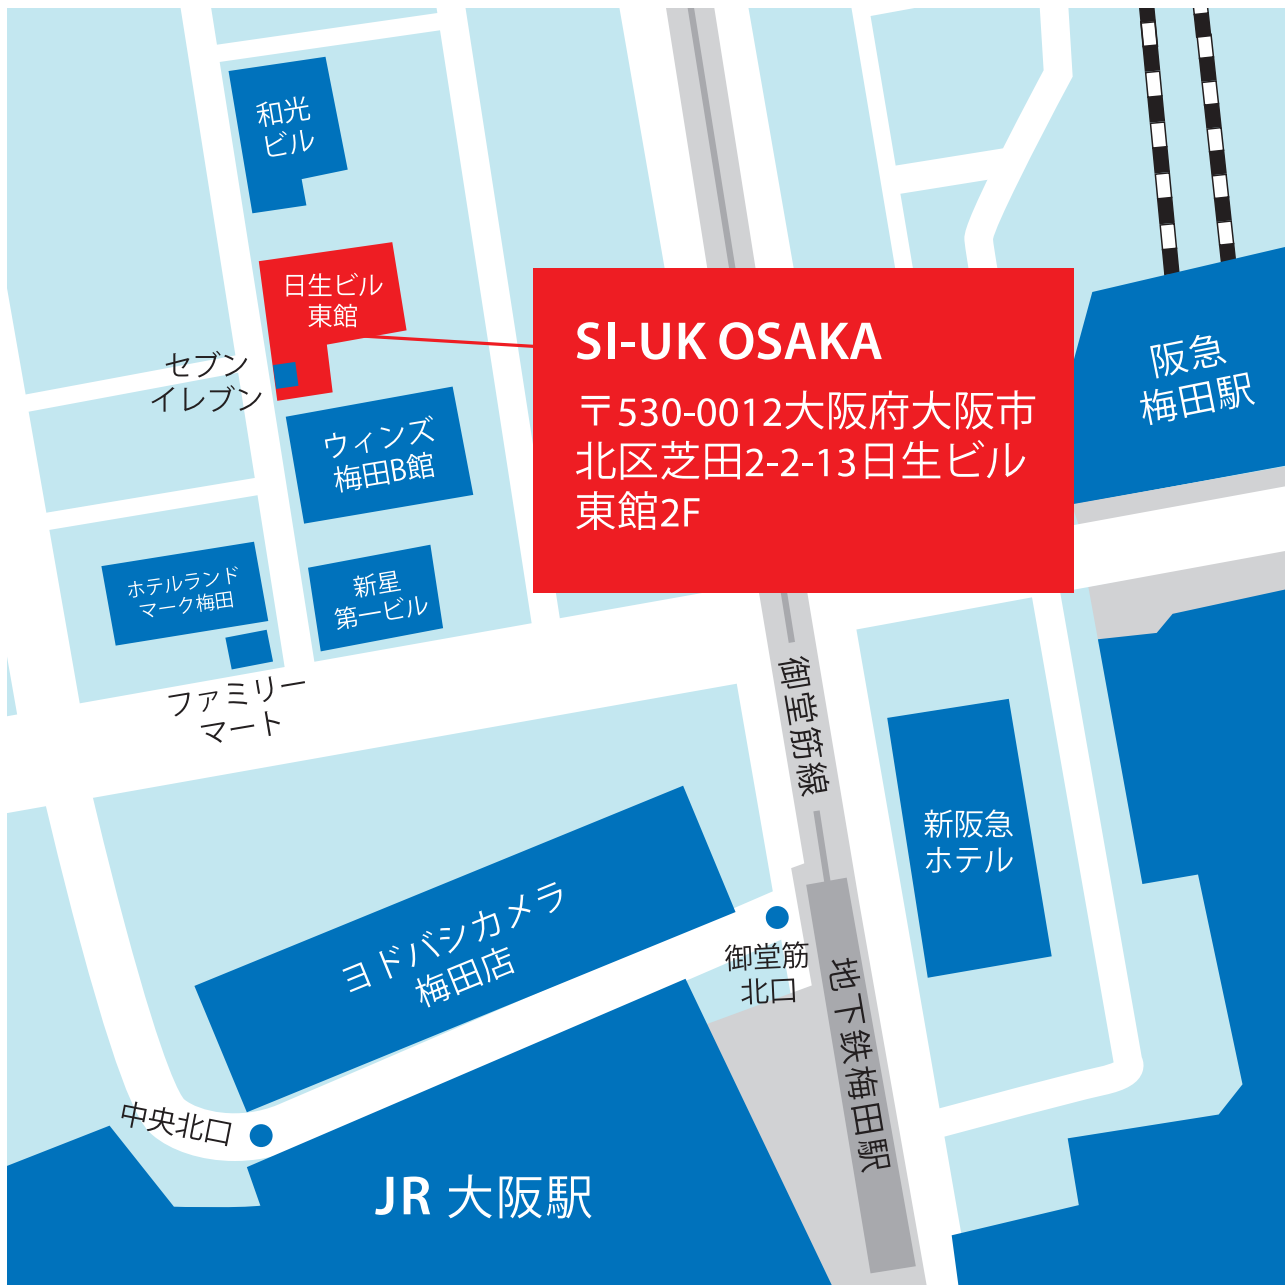 和光
ビル
日生ビル
東館
セブン
イレブン
SI-UK OSAKA
〒530-0012大阪府大阪市
北区芝田2-2-13日生ビル
東館2F
阪急
梅田駅
ウィンズ
梅田B館
ホテルランド
マーク梅田
新星
第一ビル
ファミリー
マート
御堂筋線
新阪急
ホテル
ヨドバシカメラ
梅田店
御堂筋
北口
地下鉄梅田駅
中央北口
JR 大阪駅